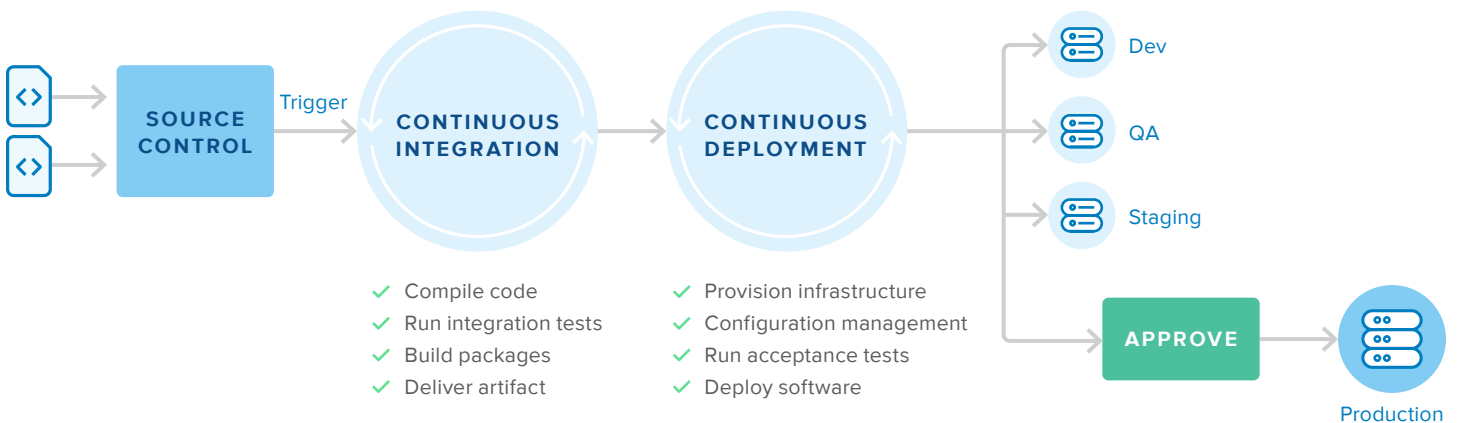 SOURCE
CONTROL
Trigger
CONTINUOUS
INTEGRATION
Compile code
Run integration tests
Build packages
Deliver artifact
CONTINUOUS
DEPLOYMENT
Provision infrastructure
Configuration management
Run acceptance tests
Deploy software
Dev
QA
Staging
APPROVE
Production